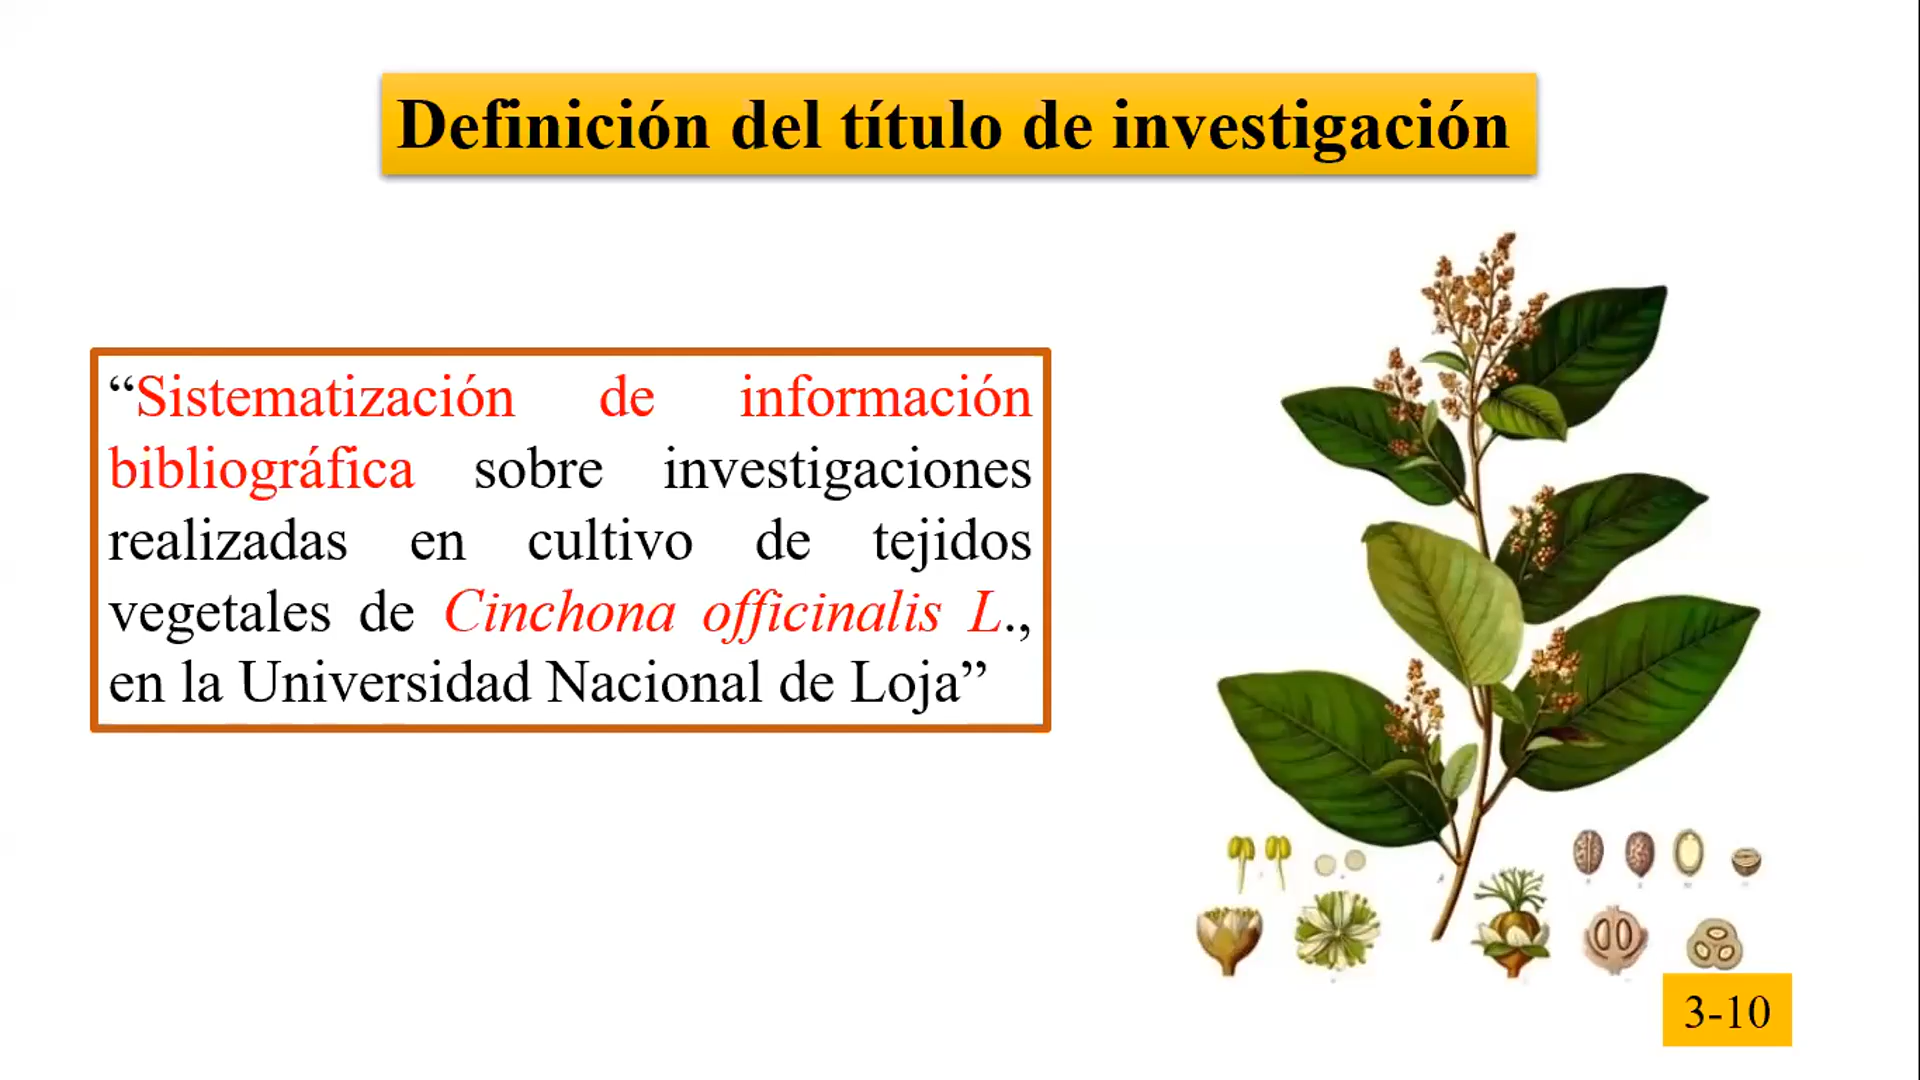 Definición del título de investigación
“Sistematización de información
bibliográfica sobre investigaciones
realizadas en cultivo de tejidos
vegetales de Cinchona officinalis L.,
en la Universidad Nacional de Loja”
3-10